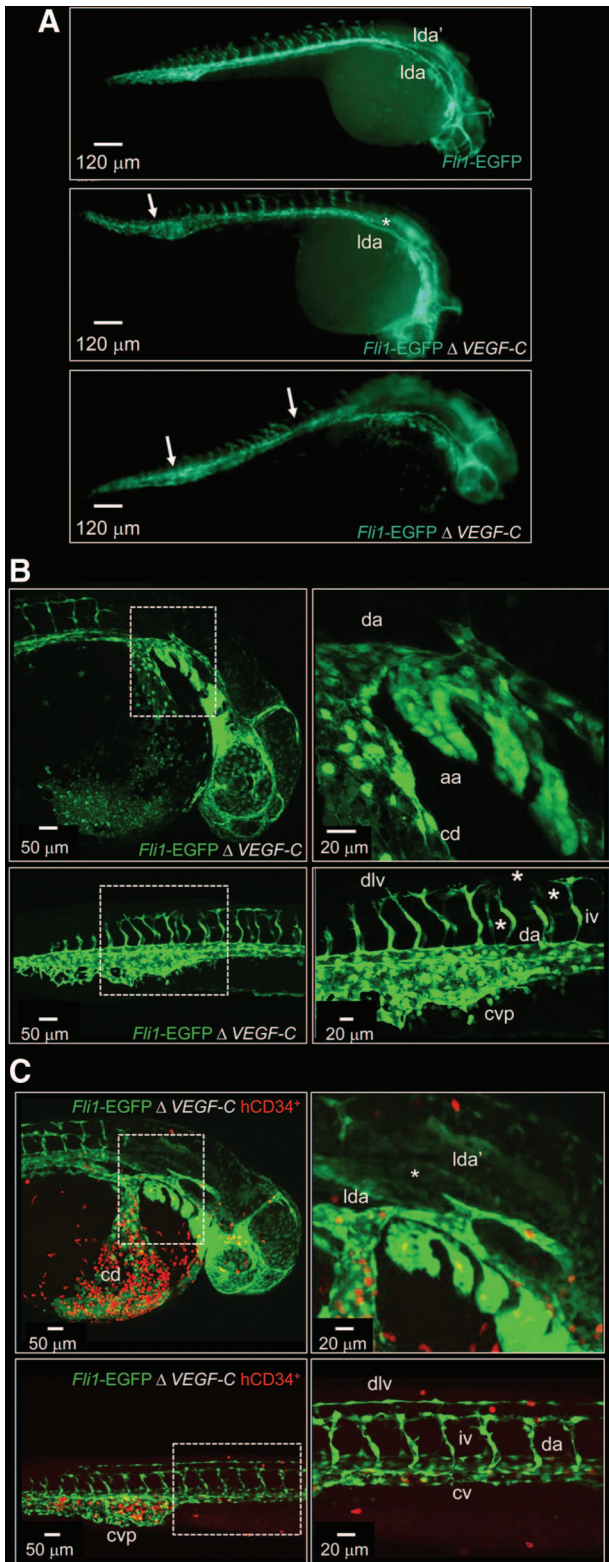 A
lda’
lda
120 µm
Fli1-EGFP
*
lda
120 µm
Fli1-EGFP Δ VEGF-C
120 µm
Fli1-EGFP Δ VEGF-C
B
50 µm
Fli1-EGFP Δ VEGF-C
da
aa
cd
20 µm
50 µm
Fli1-EGFP Δ VEGF-C
dlv
*
*
*
iv
da
cvp
20 µm
C
Fli1-EGFP Δ VEGF-C hCD34+
cd
50 µm
lda’
*
lda
20 µm
Fli1-EGFP Δ VEGF-C hCD34+
cvp
50 µm
dlv
iv
da
cv
20 µm